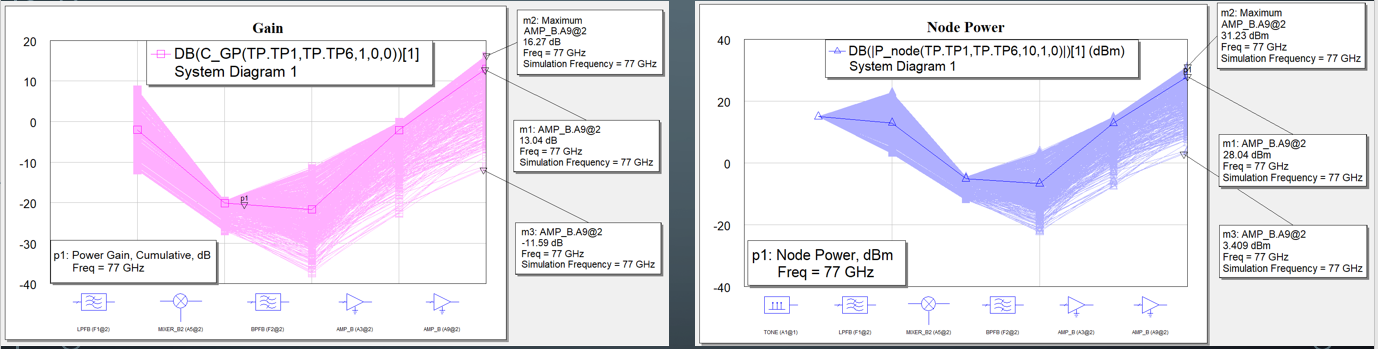 Gain
20
10
0
-10
-20
-30
-40
DB(C_GP(TP.TP1,TP.TP6,1,0,0))[1]
System Diagram 1
p1
p1: Power Gain, Cumulative, dB
Freq = 77 GHz
LPFB (F1@2)
MIXER_B2 (A5@2)
BPFB (F2@2)
AMP_B (A3@2)
AMP_B (A9@2)
m2: Maximum
AMP_B.A9@2
16.27 dB
Freq = 77 GHz
Simulation Frequency = 77 GHz
m1: AMP_B.A9@2
13.04 dB
Freq = 77 GHz
Simulation Frequency = 77 GHz
m3: AMP_B.A9@2
-11.59 dB
Freq = 77 GHz
Simulation Frequency = 77 GHz
Node Power
40
20
0
-20
-40
DB(|P_node(TP.TP1,TP.TP6,10,1,0)|)[1] (dBm)
System Diagram 1
p1
p1: Node Power, dBm
Freq = 77 GHz
TONE (A1@1)
LPFB (F1@2)
MIXER_B2 (A5@2)
BPFB (F2@2)
AMP_B (A3@2)
AMP_B (A9@2)
m2: Maximum
AMP_B.A9@2
31.23 dBm
Freq = 77 GHz
Simulation Frequency = 77 GHz
m1: AMP_B.A9@2
28.04 dBm
Freq = 77 GHz
Simulation Frequency = 77 GHz
m3: AMP_B.A9@2
3.409 dBm
Freq = 77 GHz
Simulation Frequency = 77 GHz